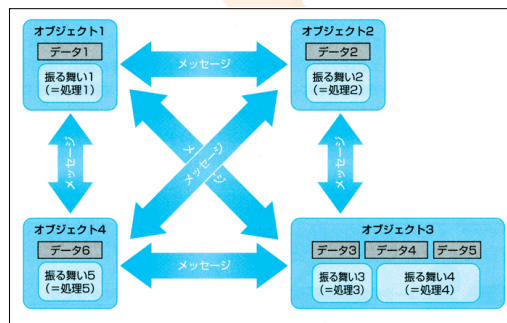 オブジェクト1
データ1
振る舞い1
(=処理1)
メッセージ
オブジェクト2
データ2
振る舞い2
(=処理2)
メッセージ
メッセージ
メッセージ
オブジェクト4
データ6
振る舞い5
(=処理5)
メッセージ
オブジェクト3
データ3 データ4 データ5
振る舞い3
(=処理3)
振る舞い4
(=処理4)